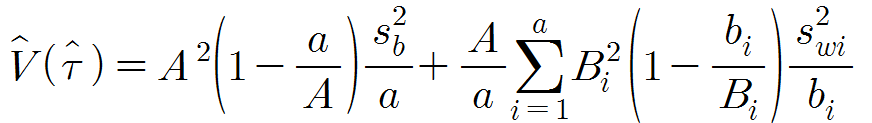 V̂(τ̂) = A²(1 − a/A) s_b²/a + A/a ∑_{i=1}^{a} B_i²(1 − b_i/B_i) s_{wi}²/b_i